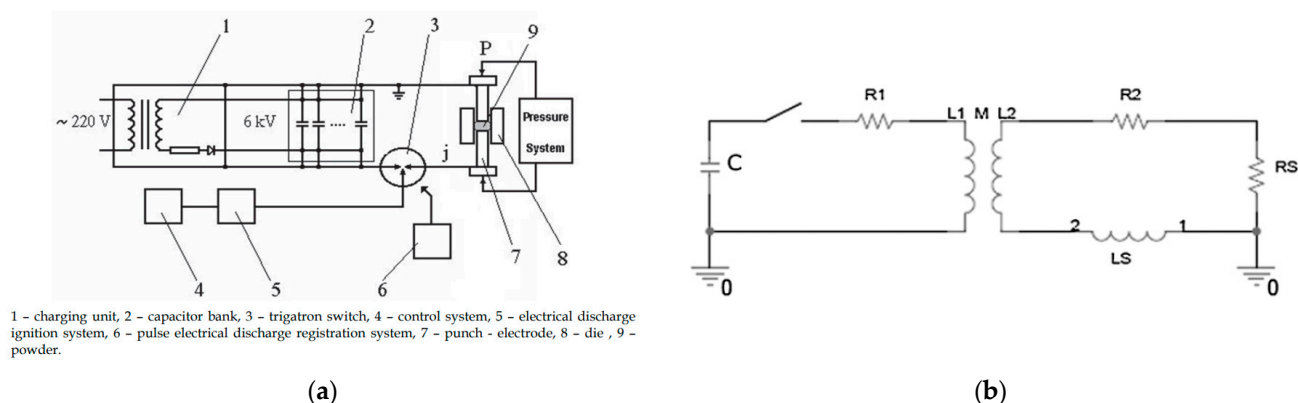 1
2
3
9
P
~ 220 V
6 kV
j
Pressure
System
4
5
6
7
8
1 – charging unit, 2 – capacitor bank, 3 – trigatron switch, 4 – control system, 5 – electrical discharge
ignition system, 6 – pulse electrical discharge registration system, 7 – punch - electrode, 8 – die , 9 –
powder.
(a)
R1
L1 M L2
R2
C
RS
2
1
LS
0
0
(b)